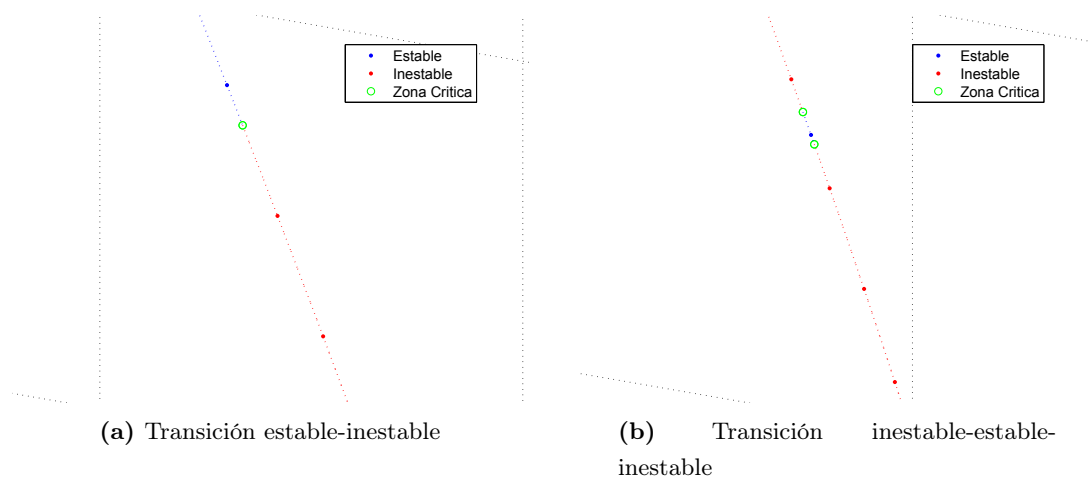 Estable
Inestable
Zona Critica
Estable
Inestable
Zona Critica
(a) Transición estable-inestable
(b) Transición inestable-estable-
inestable